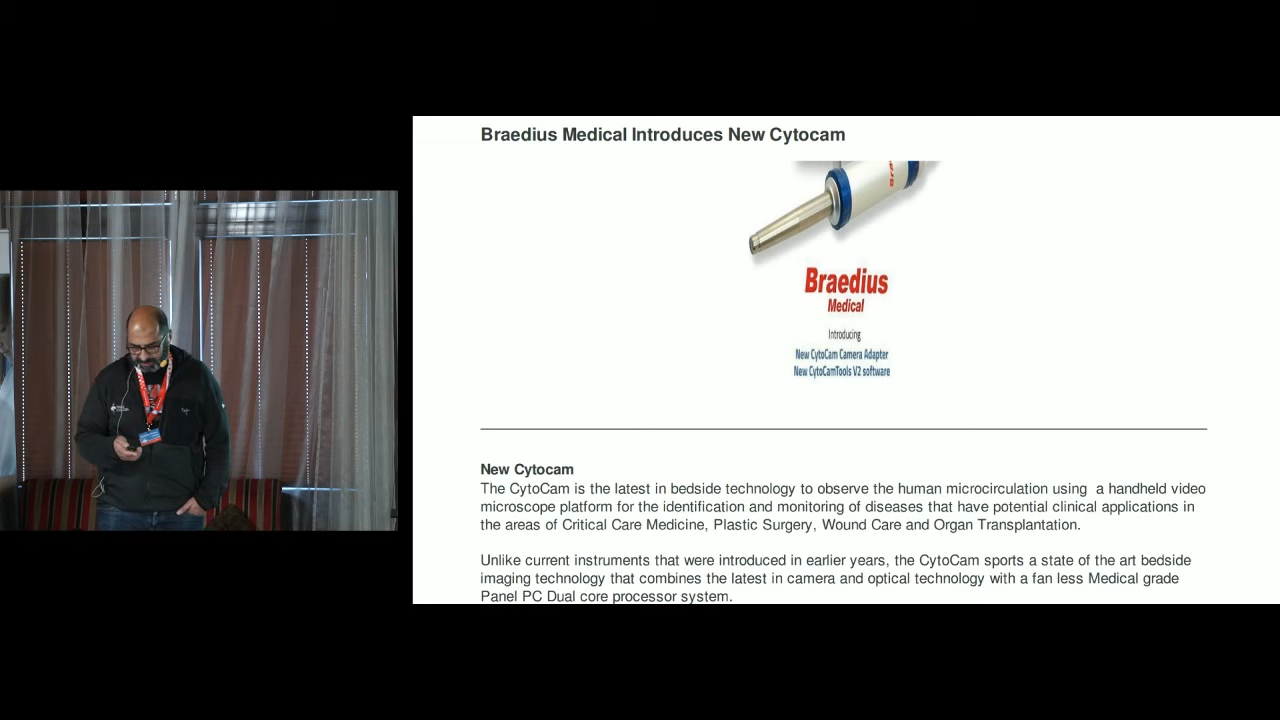 Braedius Medical Introduces New Cytocam
Braedius
Medical
Introducing
New CytoCam Camera Adapter
New CytoCamTools V2 software
New Cytocam
The CytoCam is the latest in bedside technology to observe the human microcirculation using  a handheld video
microscope platform for the identification and monitoring of diseases that have potential clinical applications in
the areas of Critical Care Medicine, Plastic Surgery, Wound Care and Organ Transplantation.
Unlike current instruments that were introduced in earlier years, the CytoCam sports a state of the art bedside
imaging technology that combines the latest in camera and optical technology with a fan less Medical grade
Panel PC Dual core processor system.